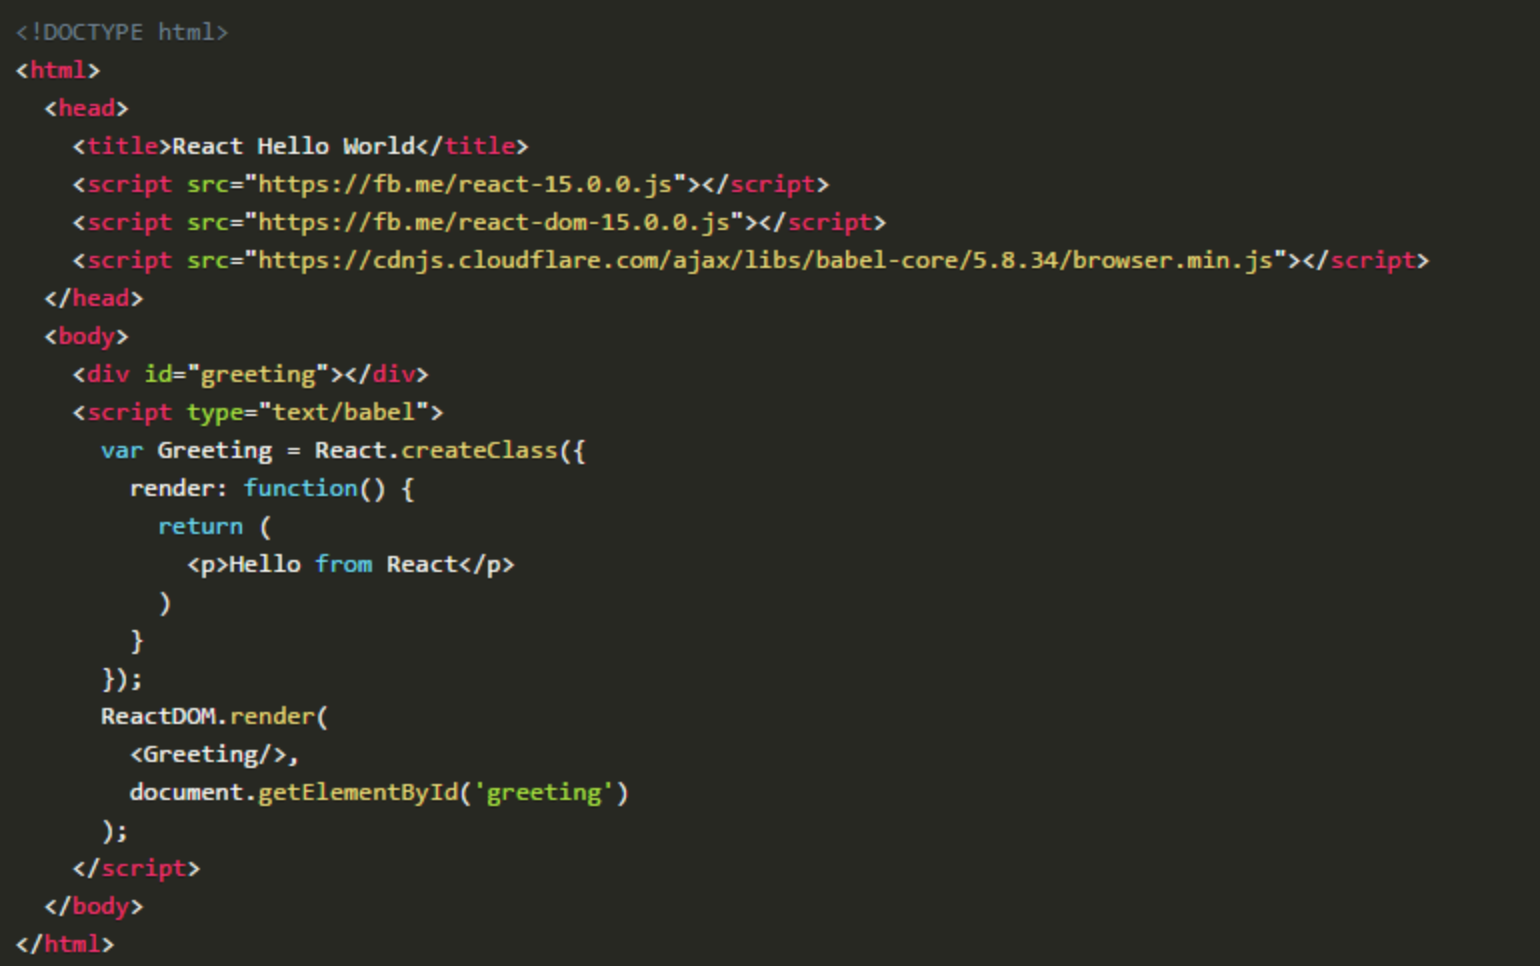 <!DOCTYPE html>
<html>
  <head>
    <title>React Hello World</title>
    <script src="https://fb.me/react-15.0.0.js"></script>
    <script src="https://fb.me/react-dom-15.0.0.js"></script>
    <script src="https://cdnjs.cloudflare.com/ajax/libs/babel-core/5.8.34/browser.min.js"></script>
  </head>
  <body>
    <div id="greeting"></div>
    <script type="text/babel">
      var Greeting = React.createClass({
        render: function() {
          return (
            <p>Hello from React</p>
          )
        }
      });
      ReactDOM.render(
        <Greeting/>,
        document.getElementById('greeting')
      );
    </script>
  </body>
</html>